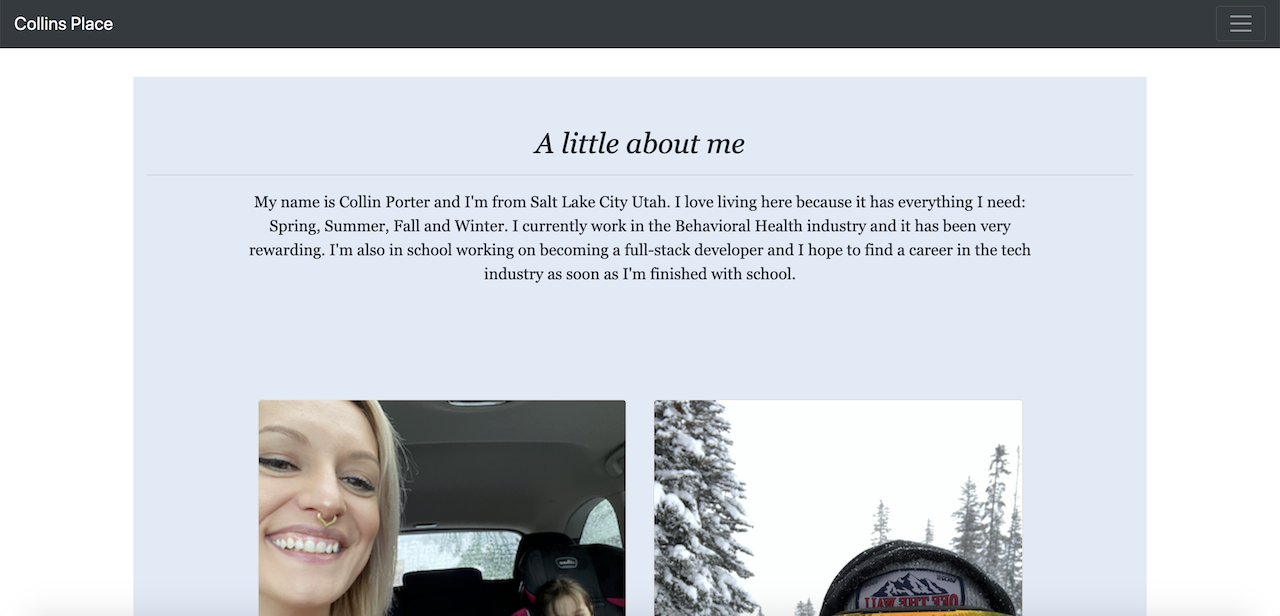 Collins Place
A little about me
My name is Collin Porter and I'm from Salt Lake City Utah. I love living here because it has everything I need:
Spring, Summer, Fall and Winter. I currently work in the Behavioral Health industry and it has been very
rewarding. I'm also in school working on becoming a full-stack developer and I hope to find a career in the tech
industry as soon as I'm finished with school.
OFF THE WALL